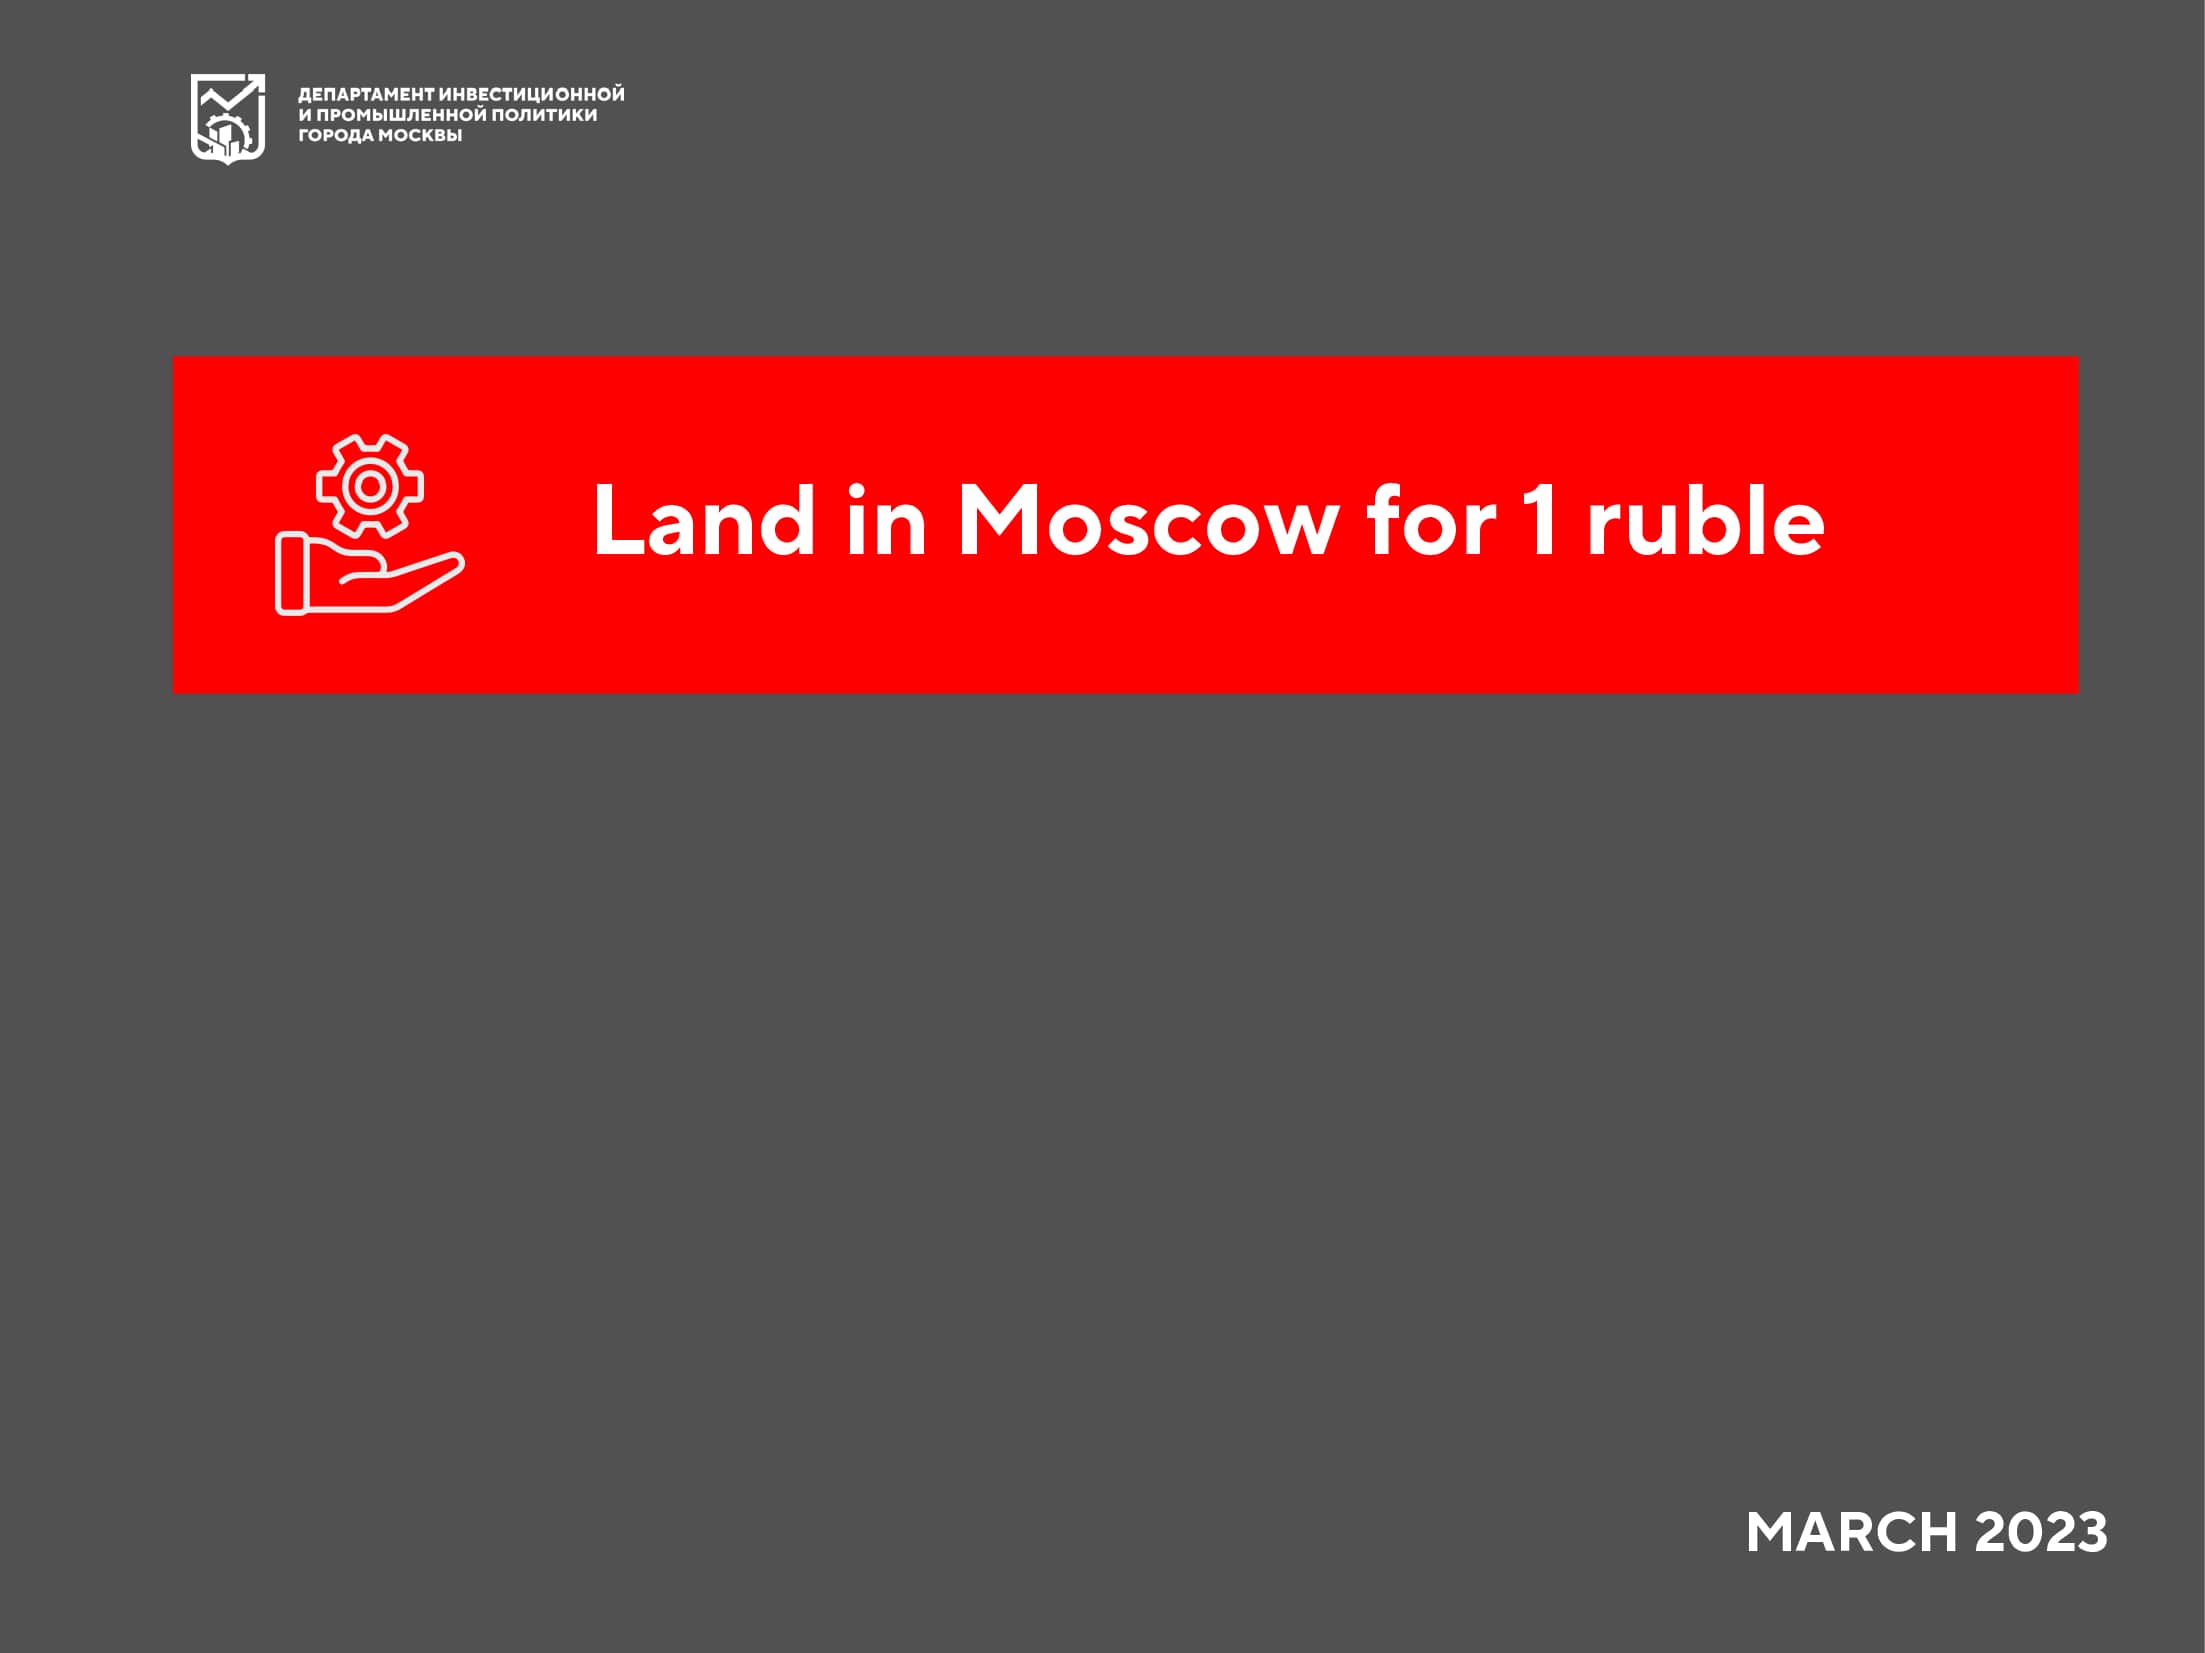 ДЕПАРТАМЕНТ ИНВЕСТИЦИОННОЙ
И ПРОМЫШЛЕННОЙ ПОЛИТИКИ
ГОРОДА МОСКВЫ
Land in Moscow for 1 ruble
MARCH 2023